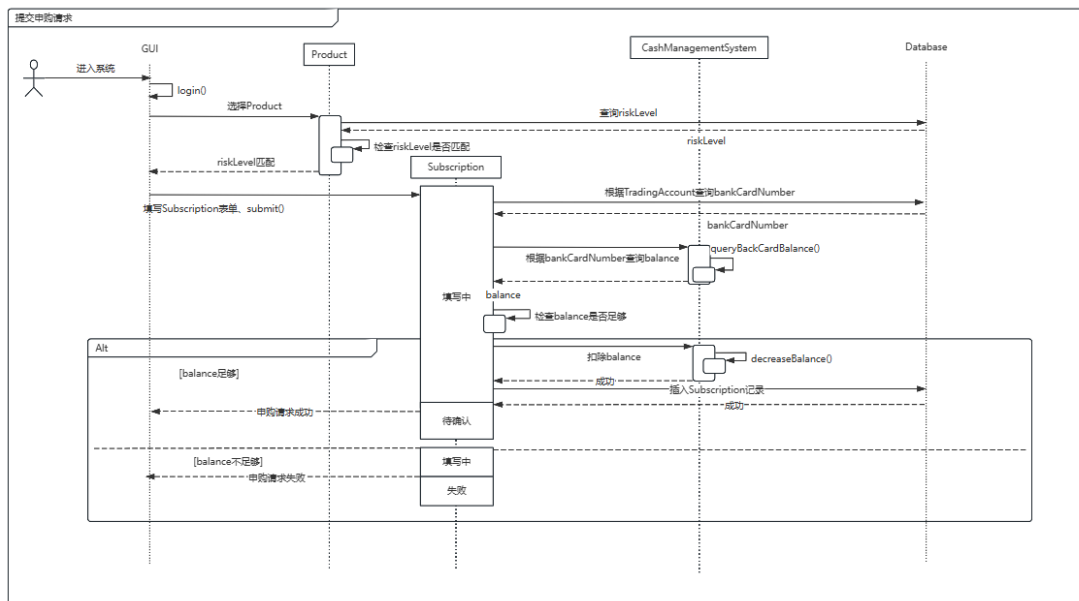 提交申购请求
GUI
Product
CashManagementSystem
Database
进入系统
login()
选择Product
查询riskLevel
riskLevel
检查riskLevel是否匹配
riskLevel匹配
Subscription
根据TradingAccount查询bankCardNumber
填写Subscription表单、submit()
bankCardNumber
queryBackCardBalance()
根据bankCardNumber查询balance
填写中
balance
检查balance是否足够
Alt
扣除balance
decreaseBalance()
[balance足够]
成功
插入Subscription记录
成功
申购请求成功
待确认
[balance不足够]
填写中
申购请求失败
失败